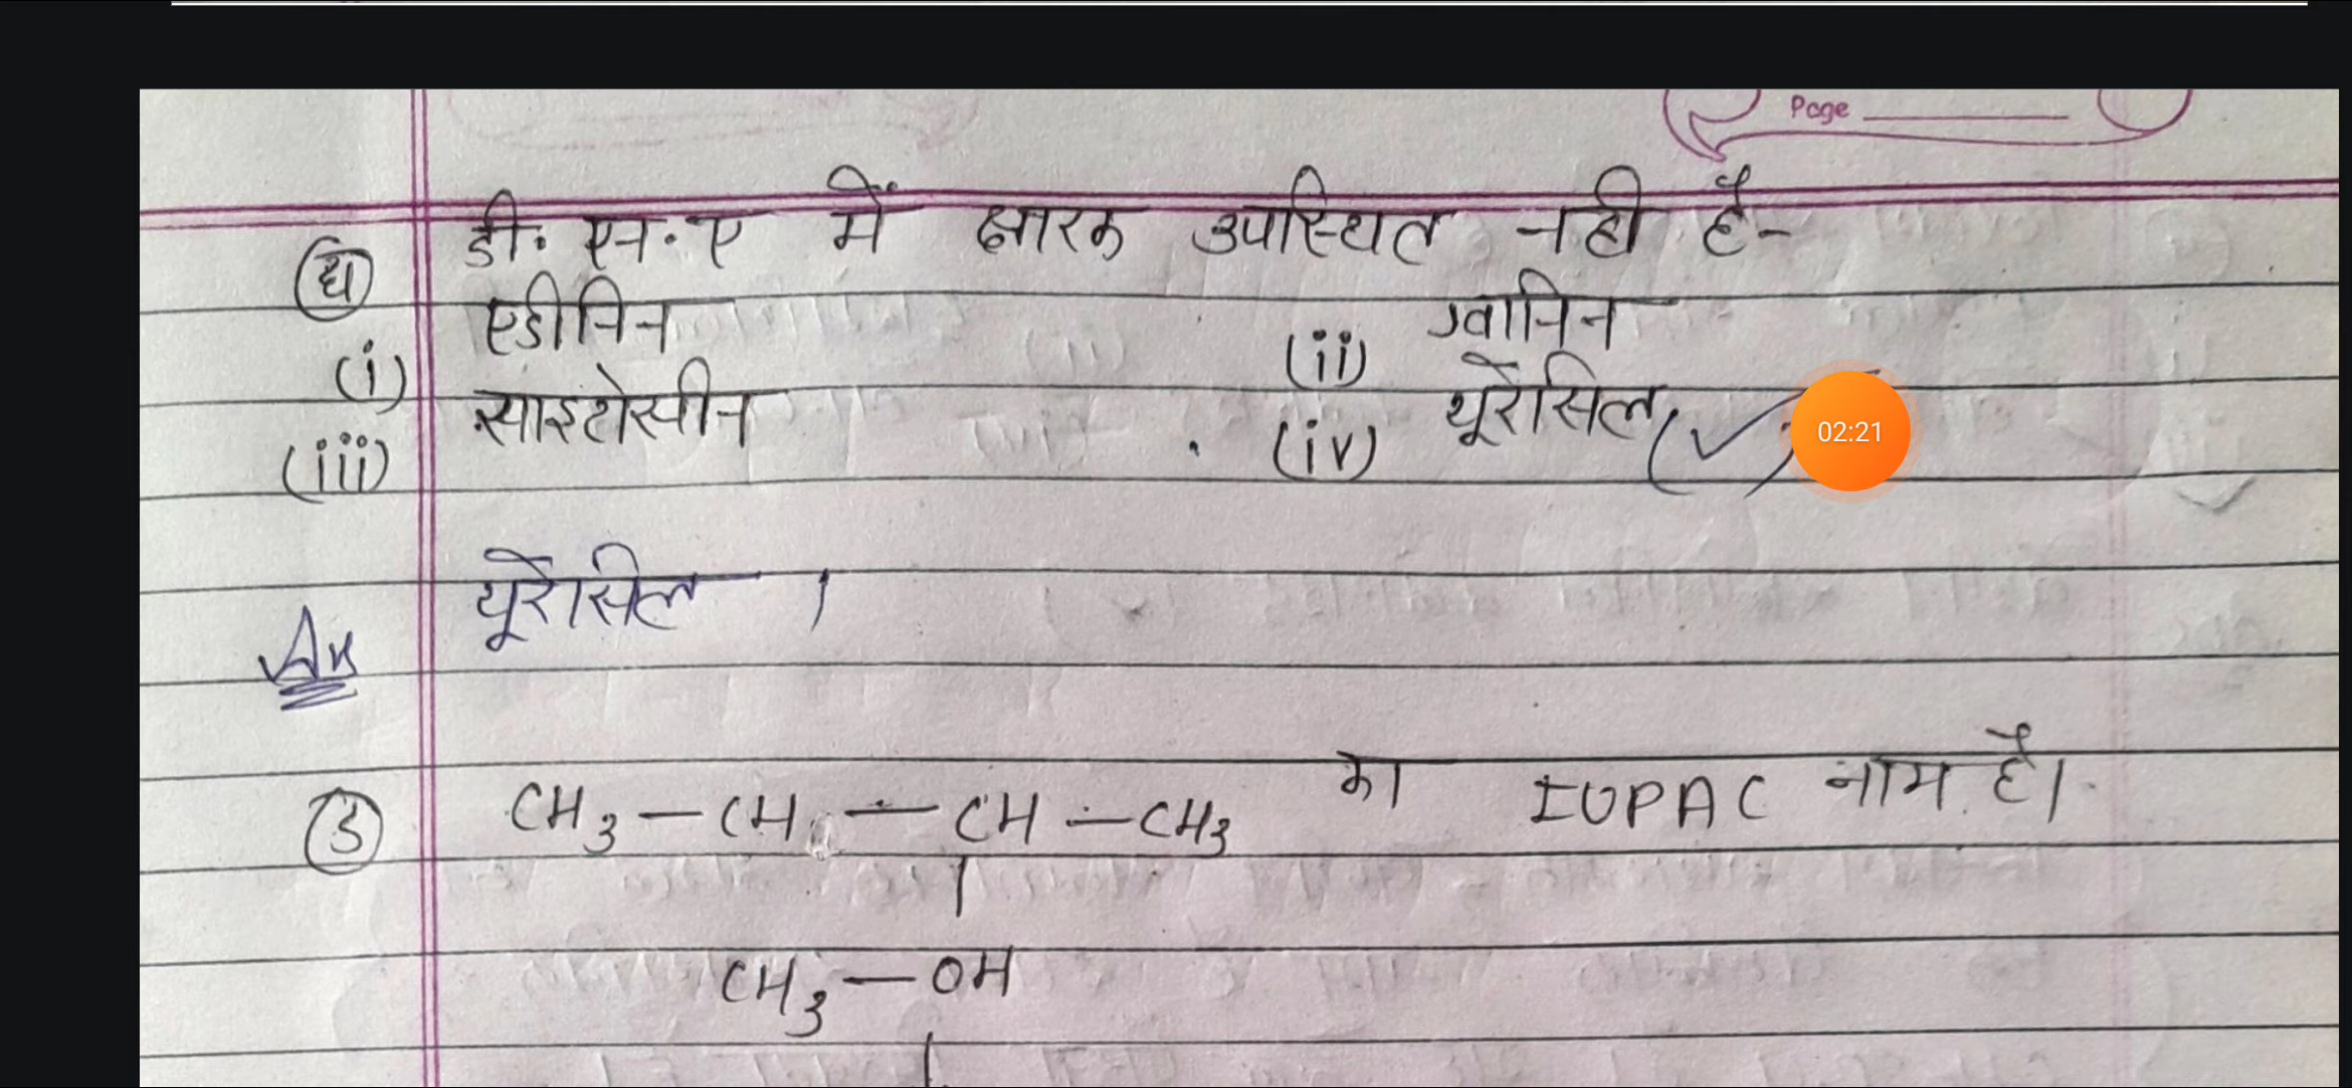 Page
(घ) डी. एन. ए में क्षारक उपस्थित नही है-
(i) एडीनिन (ii) ग्वानिन
(iii) साइटोसीन (iv) यूरेसिल (✓)
02:21
Ans यूरेसिल ।
(ड) CH3 — CH — CH — CH3 का IUPAC नाम है।
|
CH3 — OH
|